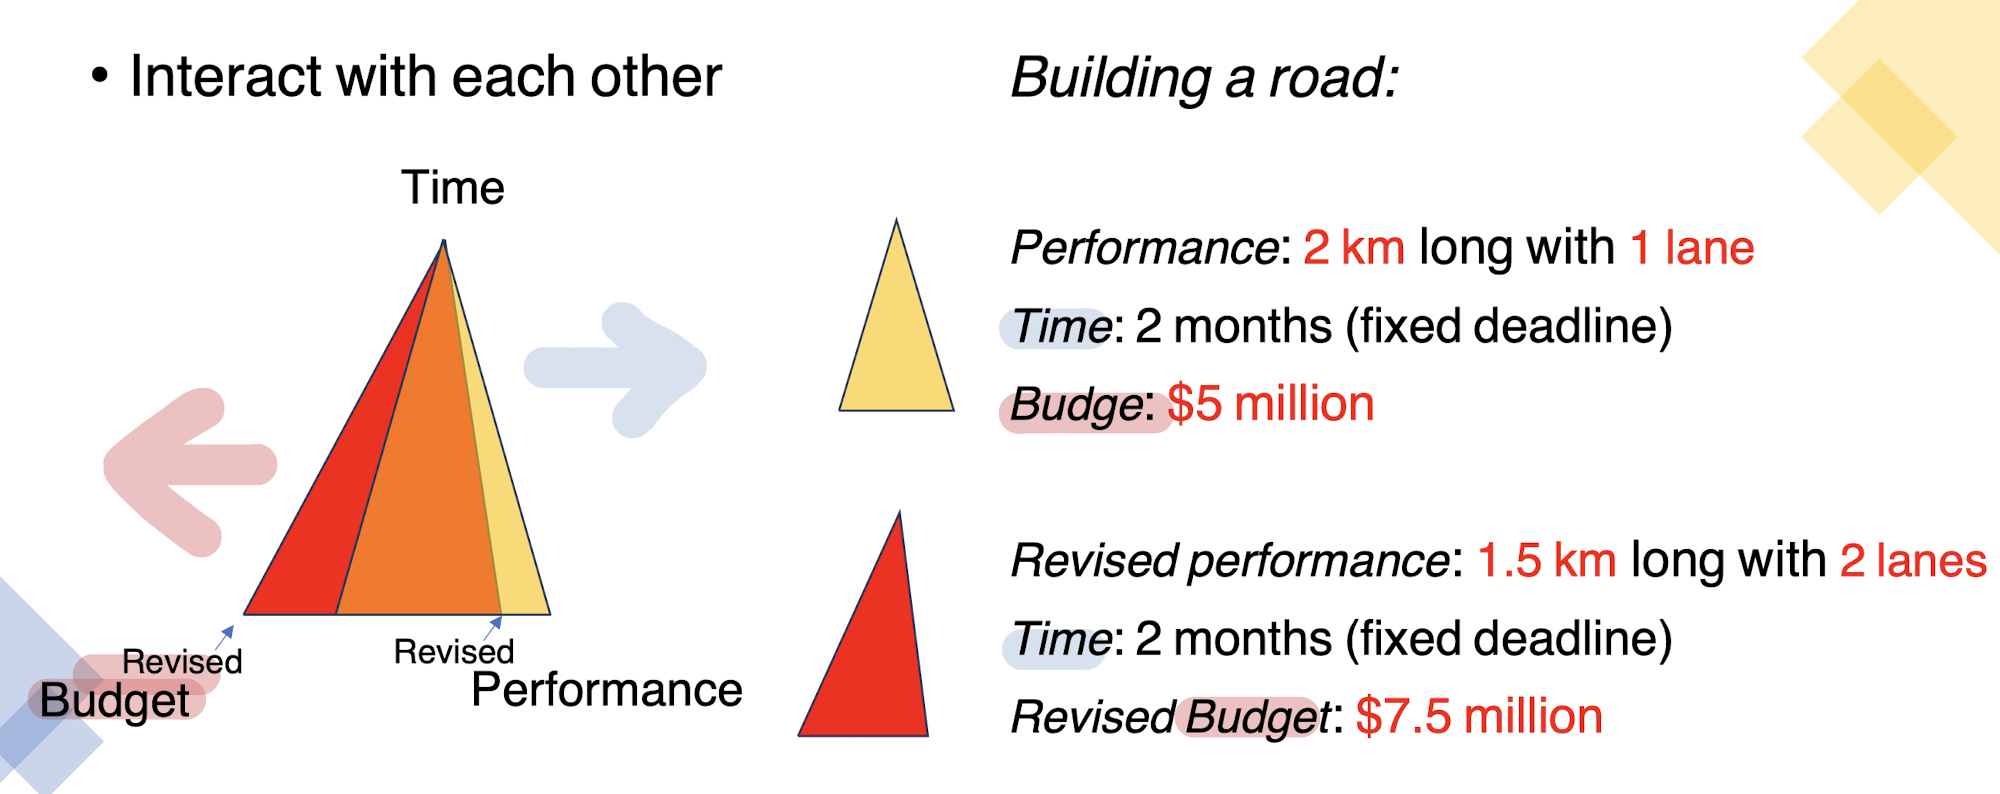 • Interact with each other
Time
Revised
Budget
Revised
Performance
Building a road:
Performance: 2 km long with 1 lane
Time: 2 months (fixed deadline)
Budge: $5 million
Revised performance: 1.5 km long with 2 lanes
Time: 2 months (fixed deadline)
Revised Budget: $7.5 million